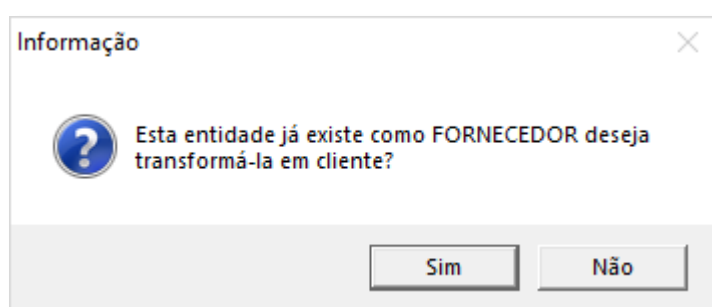 Informação
Esta entidade já existe como FORNECEDOR deseja
transformá-la em cliente?
Sim
Não